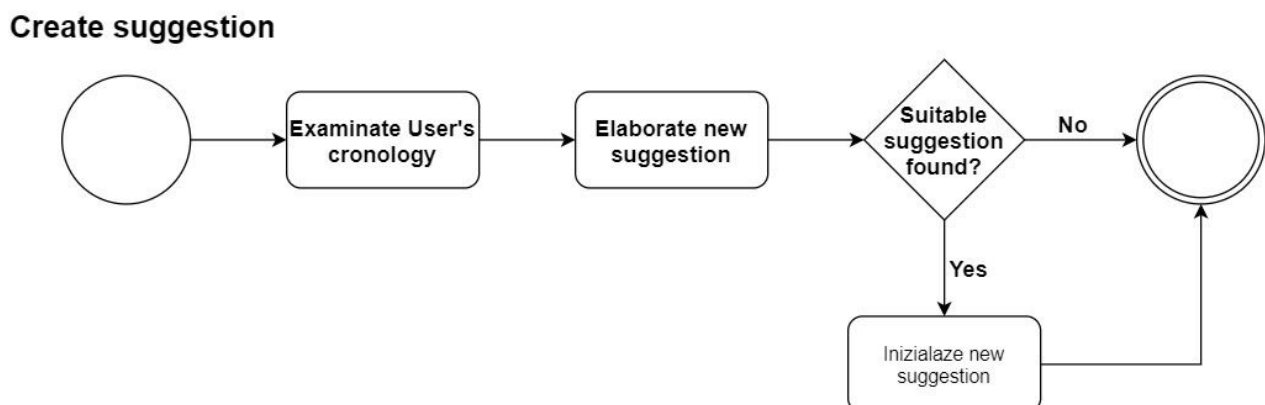 Create suggestion
Examinate User's
cronology
Elaborate new
suggestion
Suitable
suggestion
found?
No
Yes
Inizialaze new
suggestion